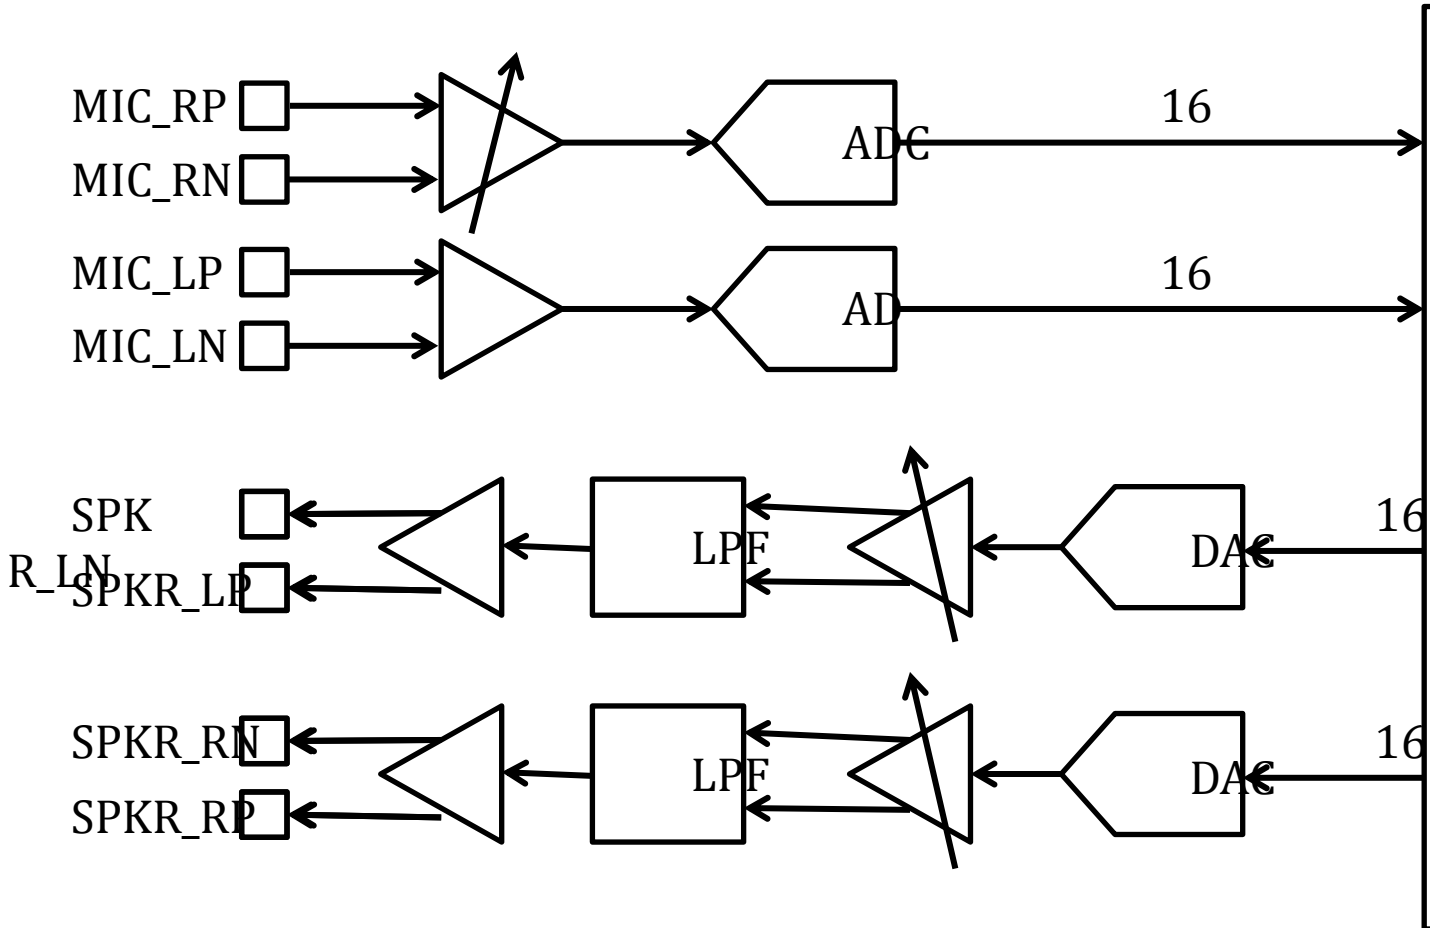 MIC_RP
ADC
16
MIC_RN
MIC_LP
AD
16
MIC_LN
SPK
R_LN
SPKR_LP
LPF
DAC
16
SPKR_RN
LPF
DAC
16
SPKR_RP